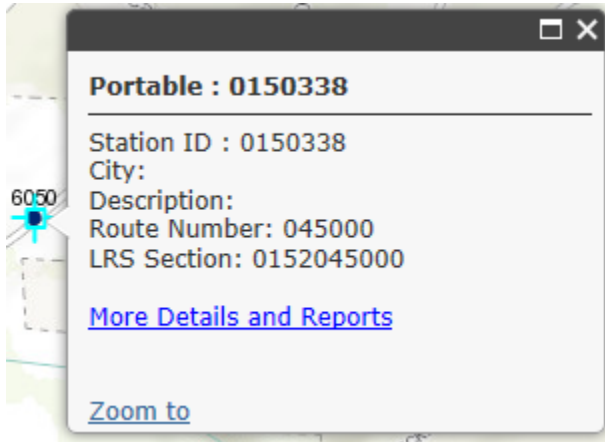 Portable : 0150338
Station ID : 0150338
City:
6050
Description:
Route Number: 045000
LRS Section: 0152045000
More Details and Reports
Zoom to